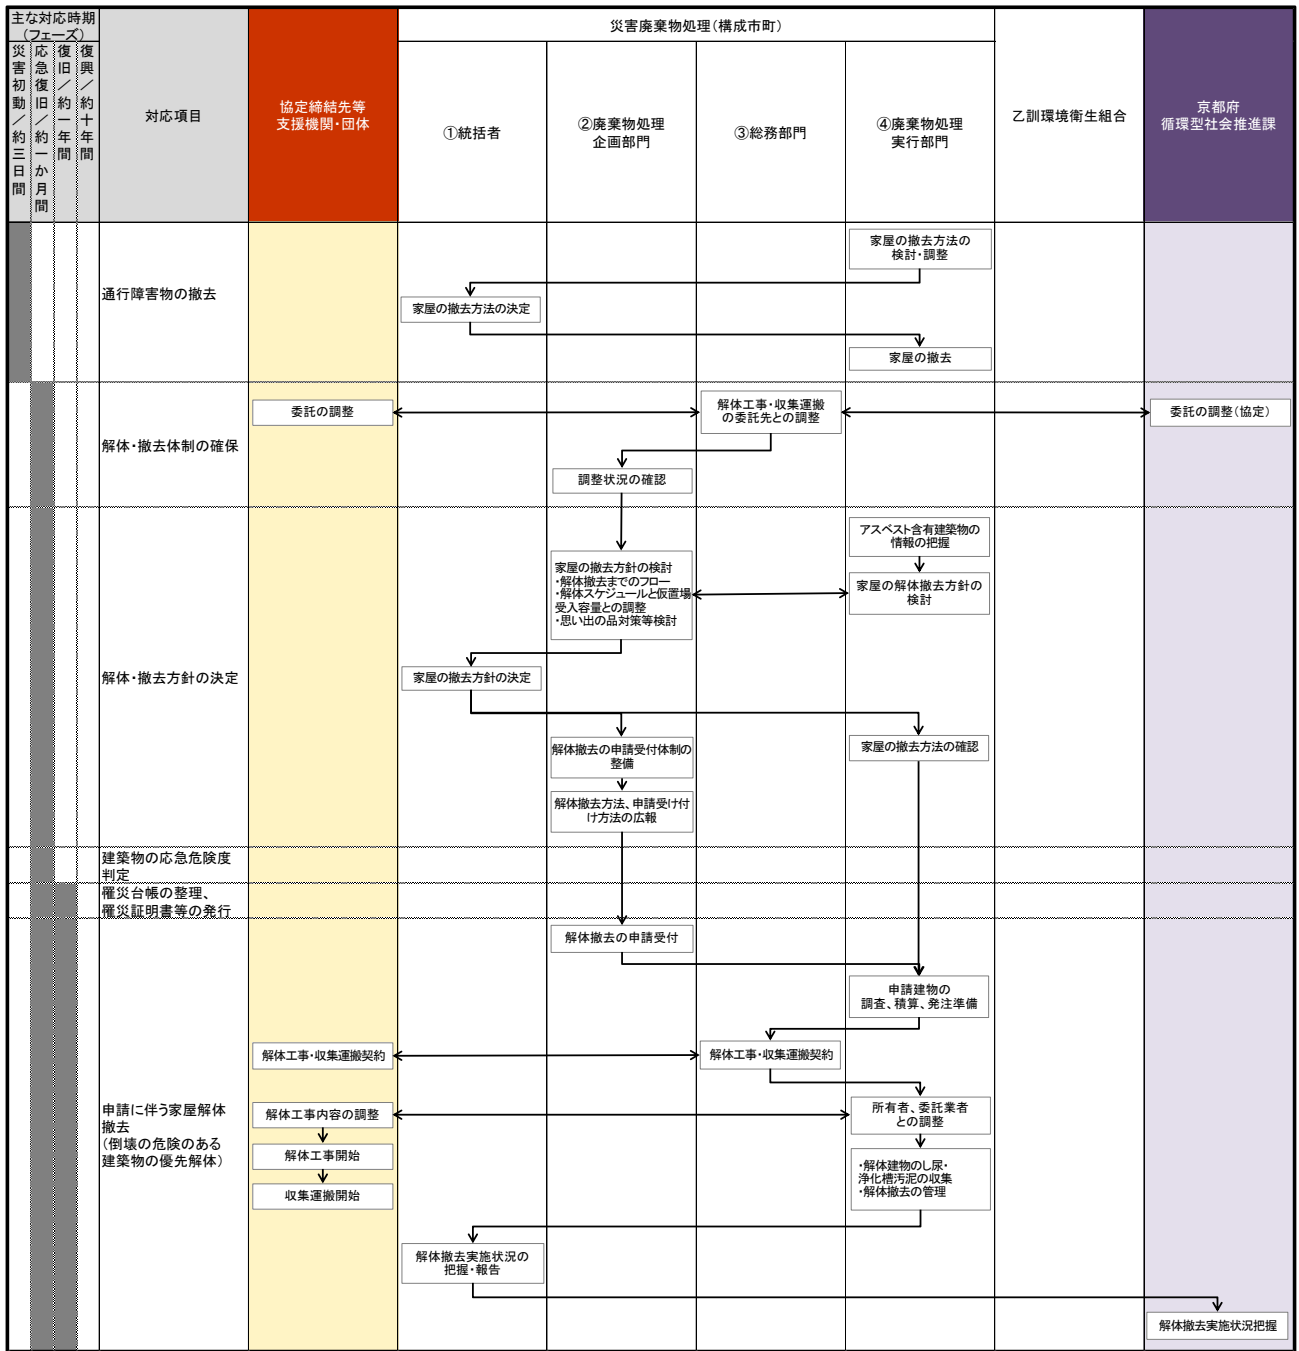 主な対応時期
(フェーズ)
災害初動／約三日間
応急復旧／約一か月間
復旧／約一年間
復興／約十年間
対応項目
協定締結先等
支援機関・団体
災害廃棄物処理（構成市町）
①統括者
②廃棄物処理
企画部門
③総務部門
④廃棄物処理
実行部門
乙訓環境衛生組合
京都府
循環型社会推進課
通行障害物の撤去
家屋の撤去方法の
検討・調整
家屋の撤去方法の決定
家屋の撤去
解体・撤去体制の確保
委託の調整
解体工事・収集運搬
の委託先との調整
委託の調整（協定）
調整状況の確認
解体・撤去方針の決定
アスベスト含有建築物の
情報の把握
家屋の撤去方針の検討
・解体撤去までのフロー
・解体スケジュールと仮置場
受入容量との調整
・思い出の品対策等検討
家屋の解体撤去方針の
検討
家屋の撤去方針の決定
解体撤去の申請受付体制の
整備
家屋の撤去方法の確認
解体撤去方法、申請受け付
け方法の広報
建築物の応急危険度
判定
罹災台帳の整理、
罹災証明書等の発行
申請に伴う家屋解体
撤去
（倒壊の危険のある
建築物の優先解体）
解体撤去の申請受付
申請建物の
調査、積算、発注準備
解体工事・収集運搬契約
解体工事・収集運搬契約
解体工事内容の調整
所有者、委託業者
との調整
解体工事開始
・解体建物のし尿・
浄化槽汚泥の収集
・解体撤去の管理
収集運搬開始
解体撤去実施状況の
把握・報告
解体撤去実施状況把握